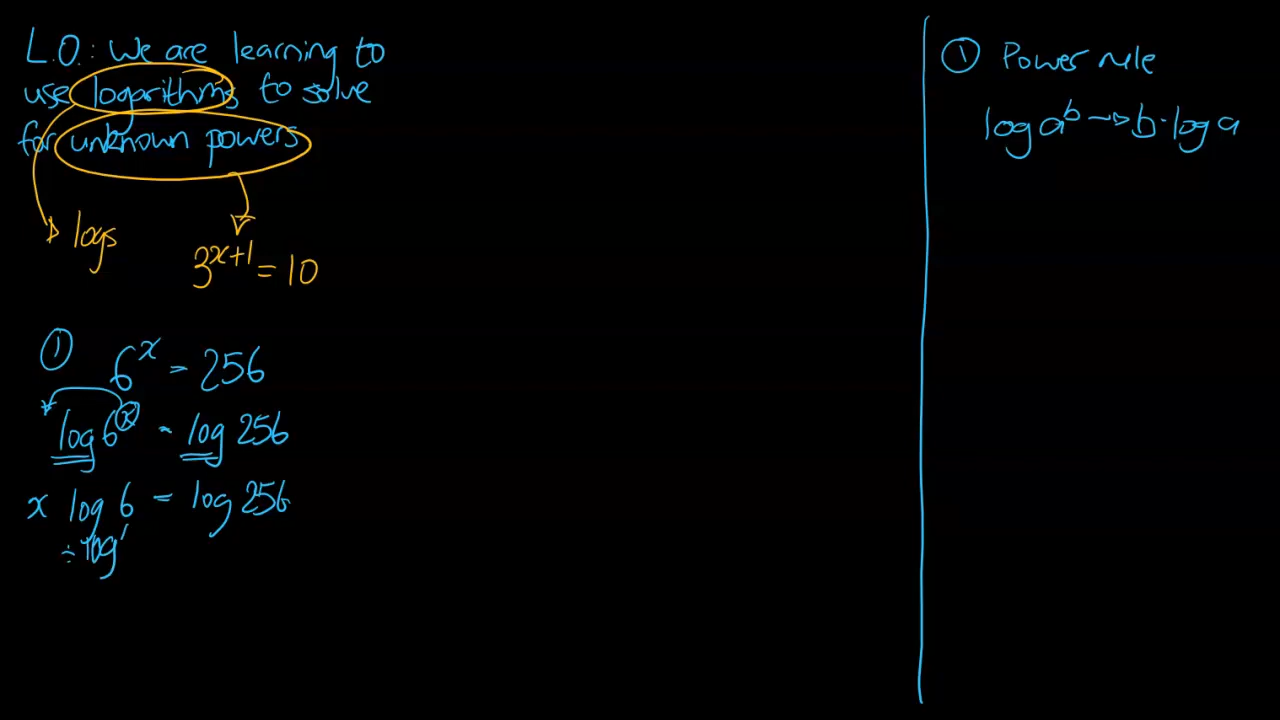 L.O.: We are learning to
use logarithms to solve
for unknown powers
logs
3^{x+1} = 10
① 6^x = 256
log 6^x = log 256
x log 6 = log 256
÷ log
① Power rule
log a^b → b · log a